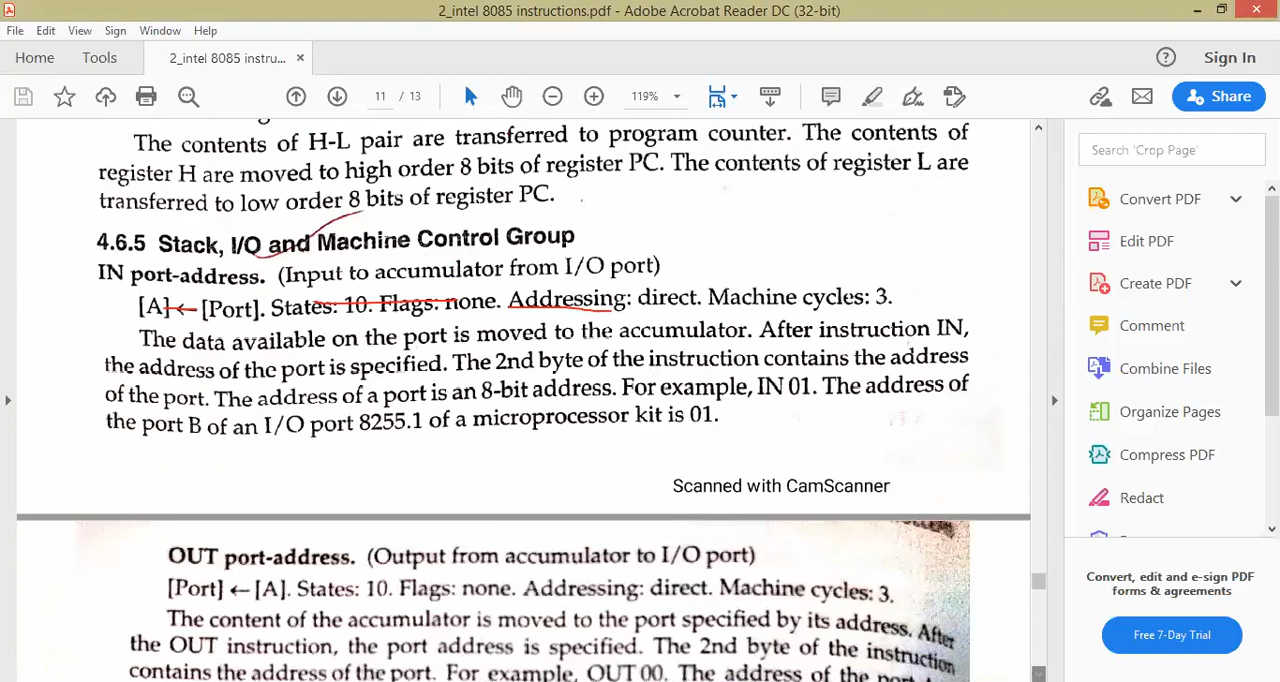 2_intel 8085 instructions.pdf - Adobe Acrobat Reader DC (32-bit)
File Edit View Sign Window Help
Home Tools 2_intel 8085 instru... ×
Sign In
11 / 13 119% Share
The contents of H-L pair are transferred to program counter. The contents of
register H are moved to high order 8 bits of register PC. The contents of register L are
transferred to low order 8 bits of register PC.
4.6.5 Stack, I/O and Machine Control Group
IN port-address. (Input to accumulator from I/O port)
[A]← [Port]. States: 10. Flags: none. Addressing: direct. Machine cycles: 3.
The data available on the port is moved to the accumulator. After instruction IN,
the address of the port is specified. The 2nd byte of the instruction contains the address
of the port. The address of a port is an 8-bit address. For example, IN 01. The address of
the port B of an I/O port 8255.1 of a microprocessor kit is 01.
Scanned with CamScanner
OUT port-address. (Output from accumulator to I/O port)
[Port] ← [A]. States: 10. Flags: none. Addressing: direct. Machine cycles: 3.
The content of the accumulator is moved to the port specified by its address. After
the OUT instruction, the port address is specified. The 2nd byte of the instruction
contains the address of the port. For example, OUT 00. The address of the port
Search 'Crop Page'
Convert PDF
Edit PDF
Create PDF
Comment
Combine Files
Organize Pages
Compress PDF
Redact
Convert, edit and e-sign PDF
forms & agreements
Free 7-Day Trial